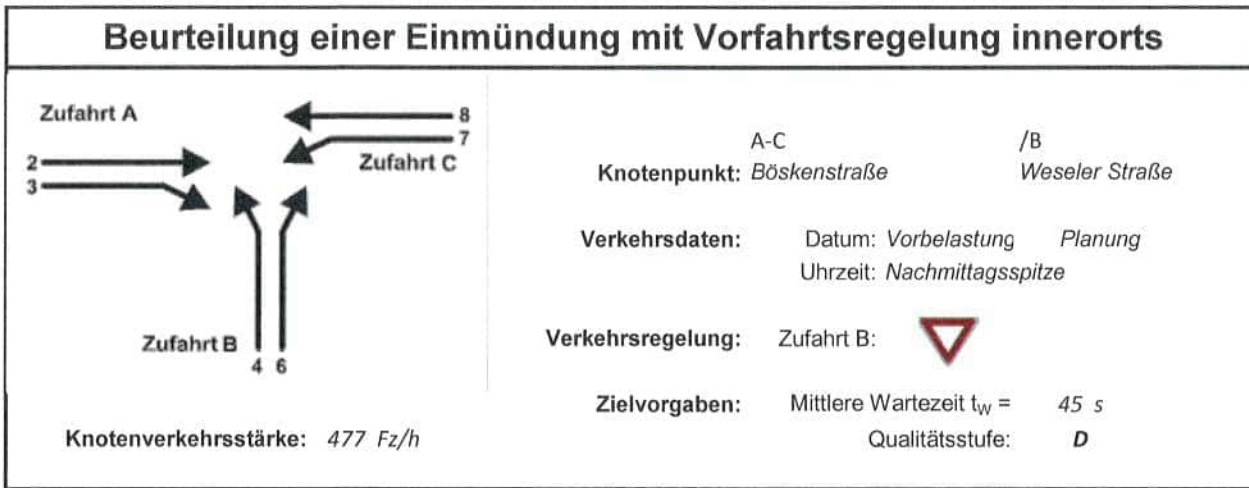 Beurteilung einer Einmündung mit Vorfahrtsregelung innerorts
Zufahrt A
8
7
Zufahrt C
2
3
Zufahrt B
4 6
Knotenverkehrsstärke: 477 Fz/h
A-C /B
Knotenpunkt: Böskenstraße Weseler Straße
Verkehrsdaten: Datum: Vorbelastung Planung
Uhrzeit: Nachmittagsspitze
Verkehrsregelung: Zufahrt B:
Zielvorgaben: Mittlere Wartezeit tW = 45 s
Qualitätsstufe: D